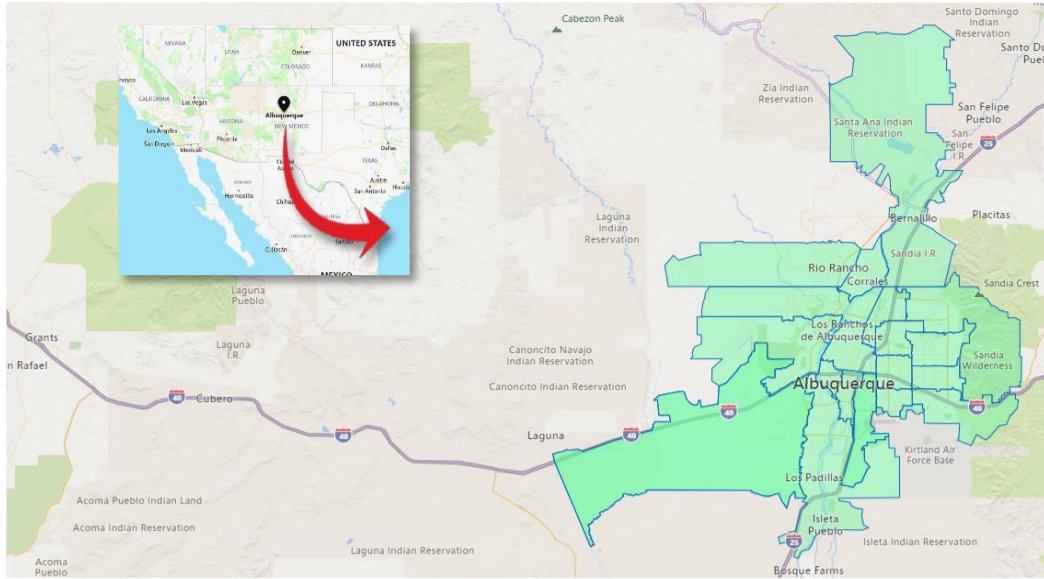 Cabezon Peak
Santo Domingo
Indian
Reservation
Santo Do
Zia Indian
Reservation
San Felipe
Pueblo
Santa Ana Indian
Reservation
San
Felipe
I.R.
25
Laguna
Indian
Reservation
Bernalillo
Placitas
Sandia I.R.
Rio Rancho
Corrales
Sandia Crest
Laguna
Pueblo
Los Ranchos
de Albuquerque
Grants
Laguna
I.R.
Canoncito Navajo
Indian Reservation
Sandia
Wilderness
n Rafael
Canoncito Indian Reservation
Albuquerque
40
Cubero
40
40
40
40
Laguna
Kirtland Air
Force Base
Los Padillas
Acoma Pueblo Indian Land
Acoma Indian Reservation
Isleta
Pueblo
Laguna Indian Reservation
25
Isleta Indian Reservation
Acoma
Pueblo
Bosque Farms
UNITED STATES
NEVADA
UTAH
Denver
COLORADO
KANSAS
CALIFORNIA
Las Vegas
Albuquerque
OKLAHOMA
ARIZONA
NEW MEXICO
Los Angeles
Phoenix
San Diego
Mexicali
Dallas
TEXAS
Austin
San Antonio
Hermosillo
Culiacán
MEXICO